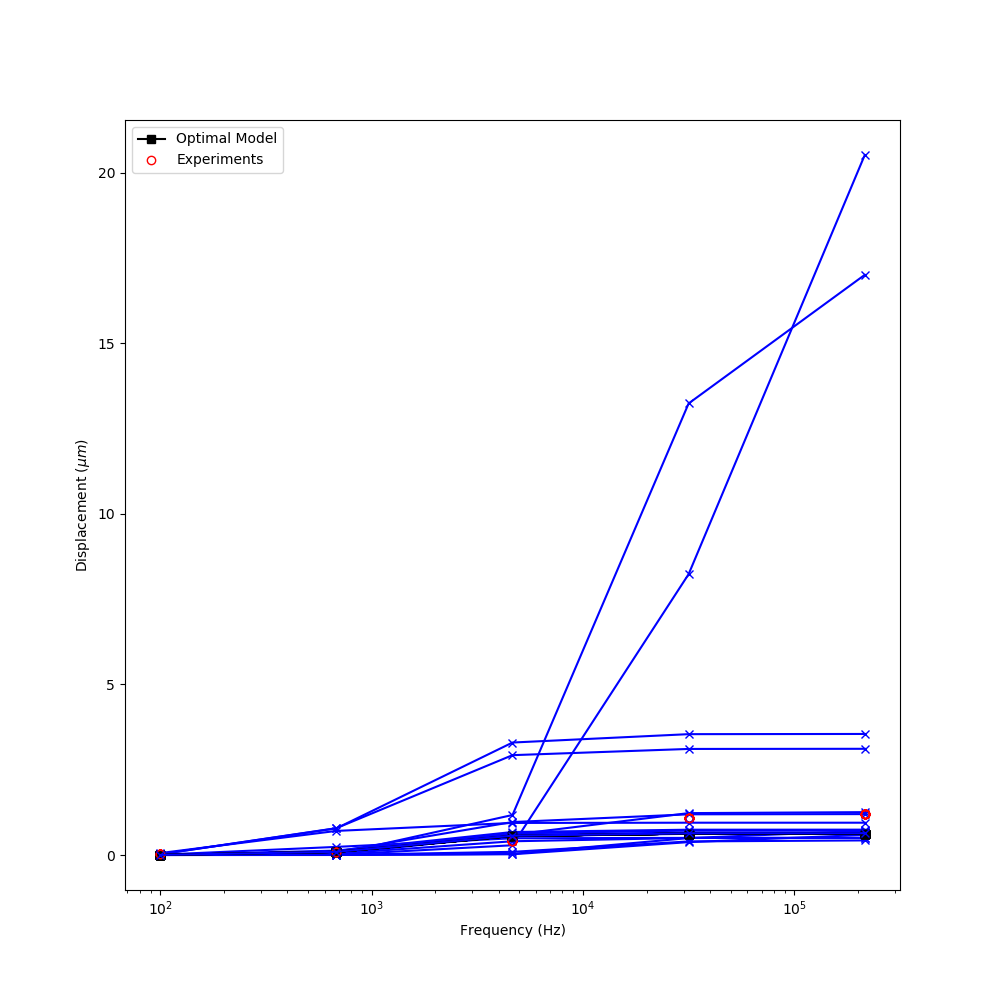 Optimal Model
Experiments
20
15
10
5
0
Displacement (μm)
10²
10³
10⁴
10⁵
Frequency (Hz)